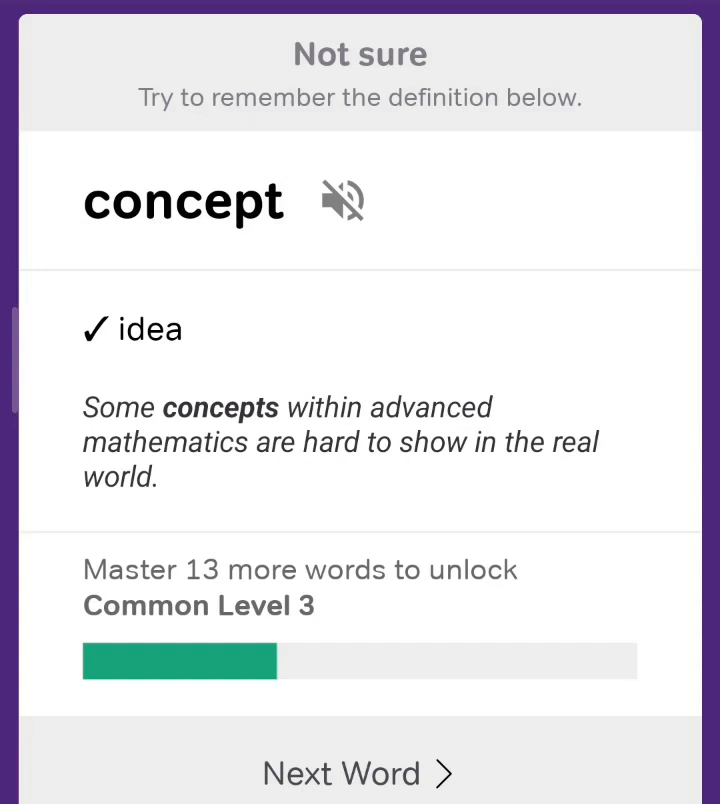 Not sure
Try to remember the definition below.
concept
✓ idea
Some concepts within advanced
mathematics are hard to show in the real
world.
Master 13 more words to unlock
Common Level 3
Next Word >